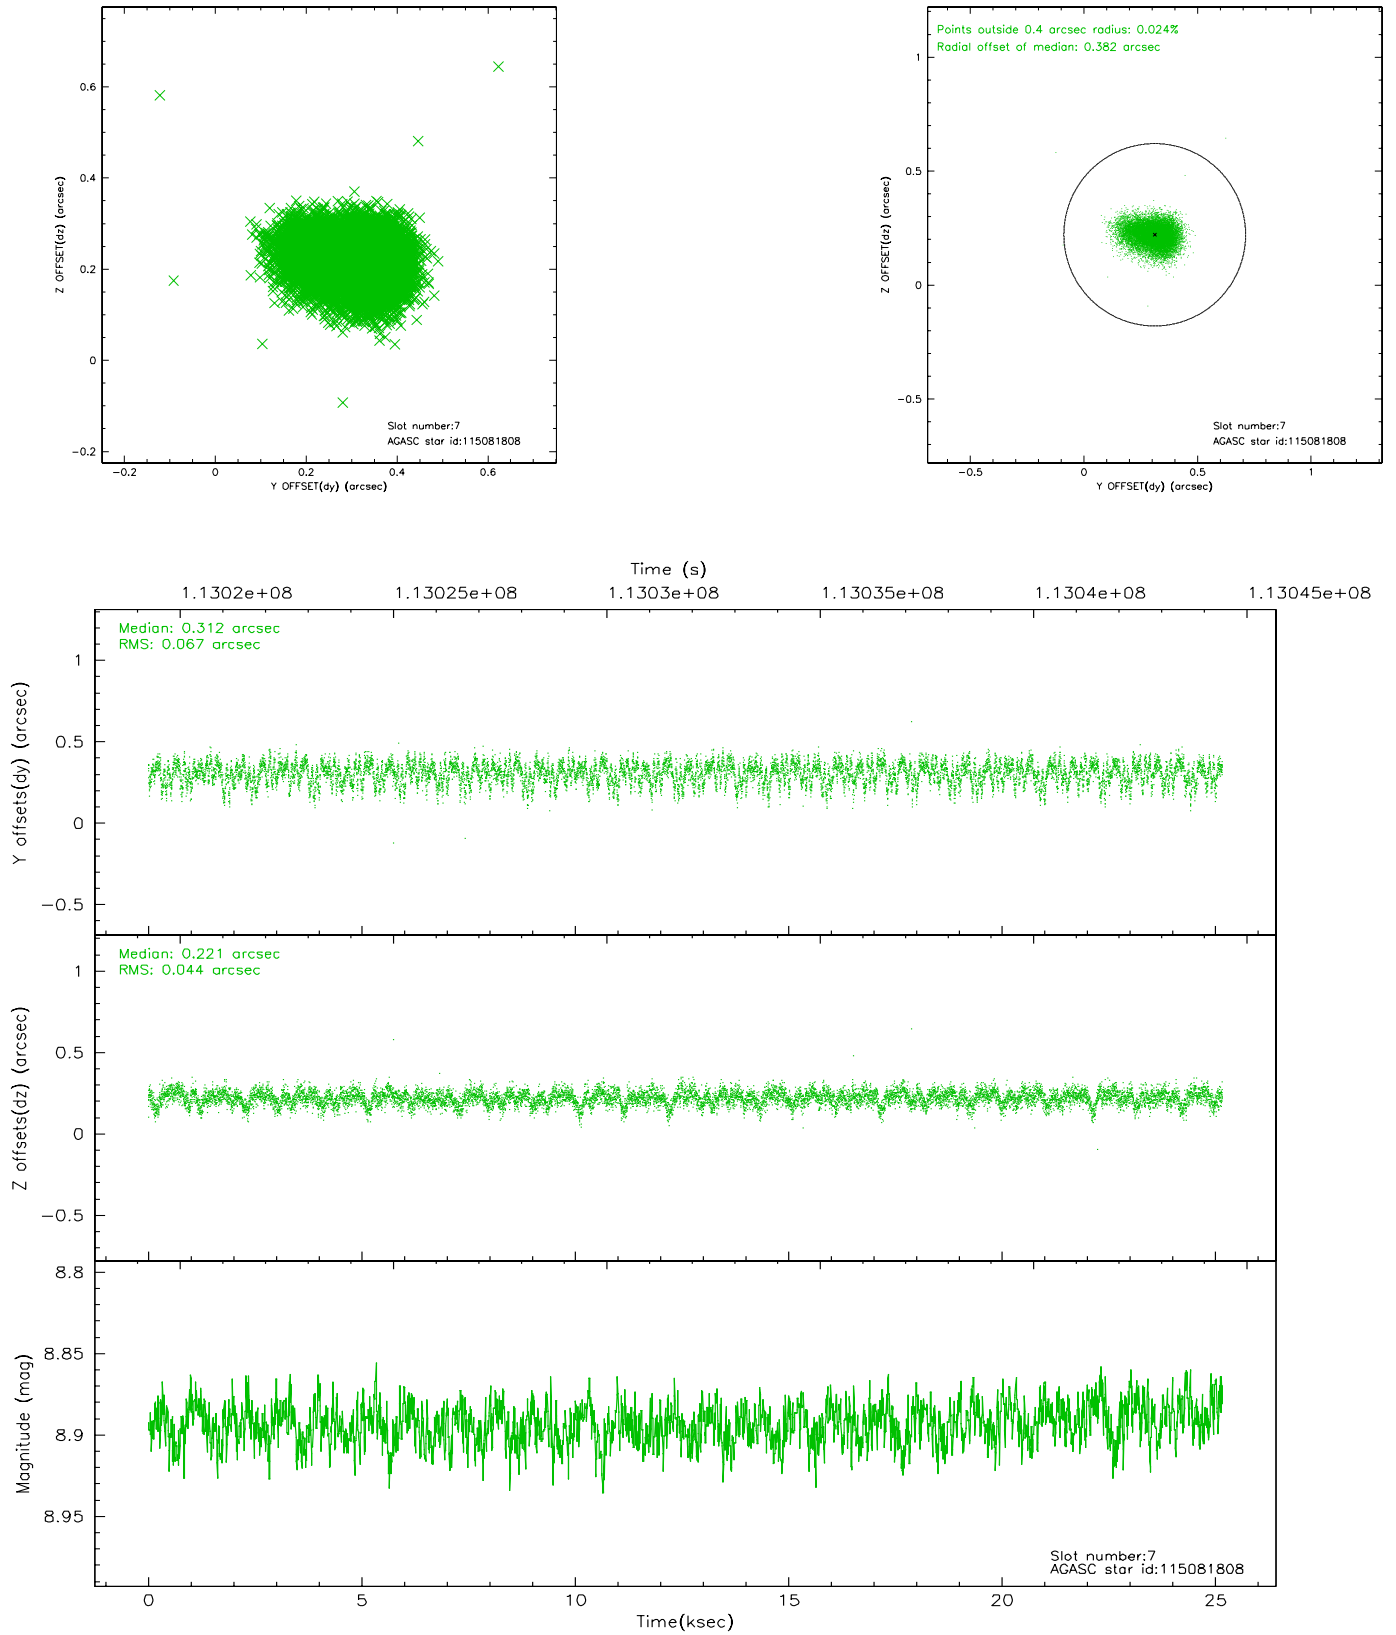 0.6
0.4
0.2
0
−0.2
Z OFFSET(dz) (arcsec)
Slot number:7
AGASC star id:115081808
−0.2 0 0.2 0.4 0.6
Y OFFSET(dy) (arcsec)
Points outside 0.4 arcsec radius: 0.024%
Radial offset of median: 0.382 arcsec
1
0.5
0
−0.5
Z OFFSET(dz) (arcsec)
Slot number:7
AGASC star id:115081808
−0.5 0 0.5 1
Y OFFSET(dy) (arcsec)
Time (s)
1.1302e+08 1.13025e+08 1.1303e+08 1.13035e+08 1.1304e+08 1.13045e+08
Median: 0.312 arcsec
RMS: 0.067 arcsec
1
0.5
0
−0.5
Y offsets(dy) (arcsec)
Median: 0.221 arcsec
RMS: 0.044 arcsec
1
0.5
0
−0.5
Z offsets(dz) (arcsec)
8.8
8.85
8.9
8.95
Magnitude (mag)
Slot number:7
AGASC star id:115081808
0 5 10 15 20 25
Time(ksec)